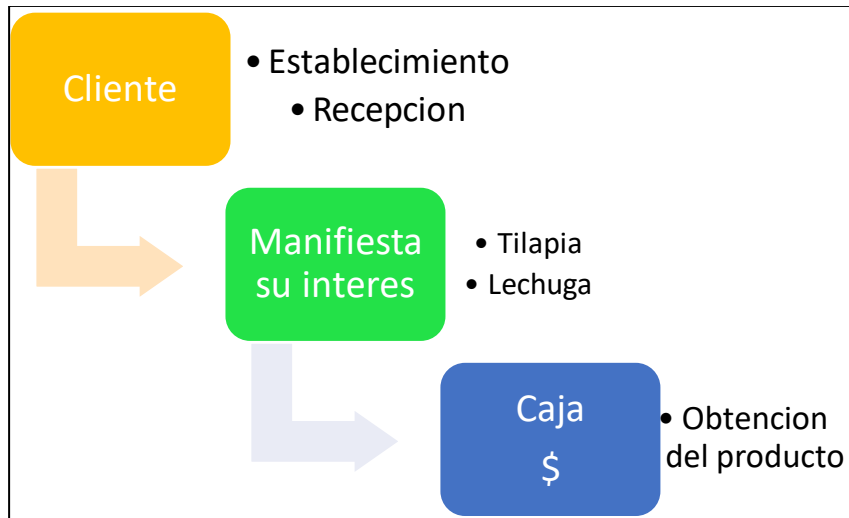 Cliente
• Establecimiento
• Recepcion
Manifiesta
su interes
• Tilapia
• Lechuga
Caja
$
• Obtencion
del producto